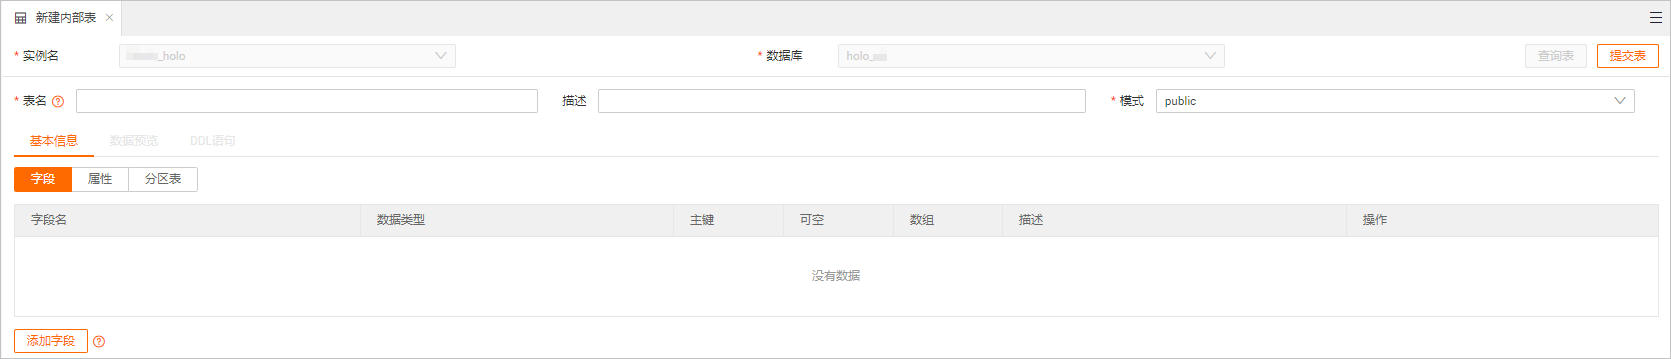 新建内部表
* 实例名 _holo * 数据库 holo_ 查询表 提交表
* 表名 描述 * 模式 public
基本信息 数据预览 DDL语句
字段 属性 分区表
字段名 数据类型 主键 可空 数组 描述 操作
没有数据
添加字段